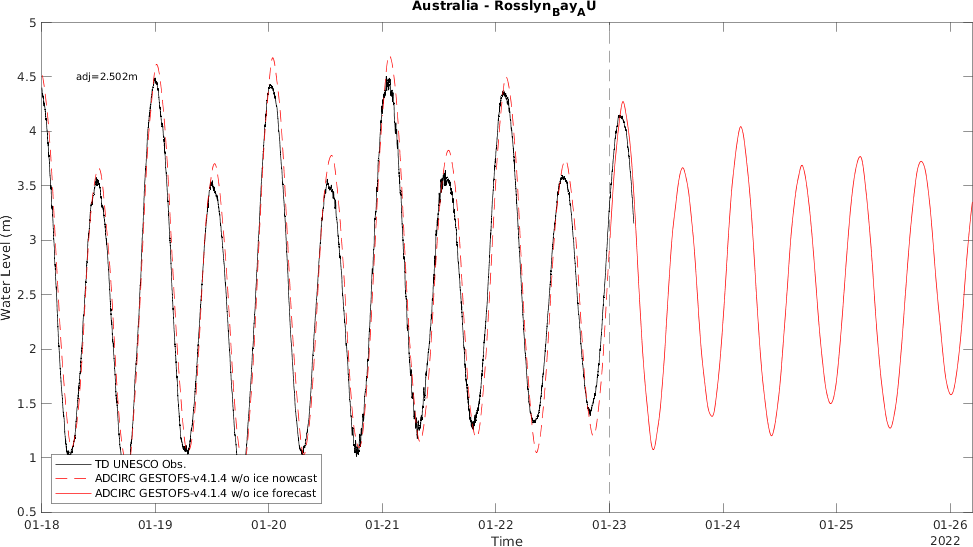 Australia - Rosslyn_Bay_AU
5
4.5
4
3.5
3
2.5
2
1.5
1
0.5
Water Level (m)
adj=2.502m
TD UNESCO Obs.
ADCIRC GESTOFS-v4.1.4 w/o ice nowcast
ADCIRC GESTOFS-v4.1.4 w/o ice forecast
01-18 01-19 01-20 01-21 01-22 01-23 01-24 01-25 01-26
Time
2022